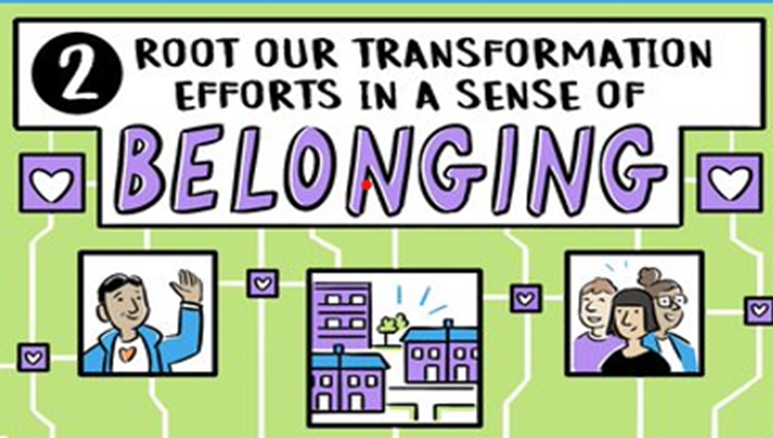 2 ROOT OUR TRANSFORMATION
EFFORTS IN A SENSE OF
BELONGING